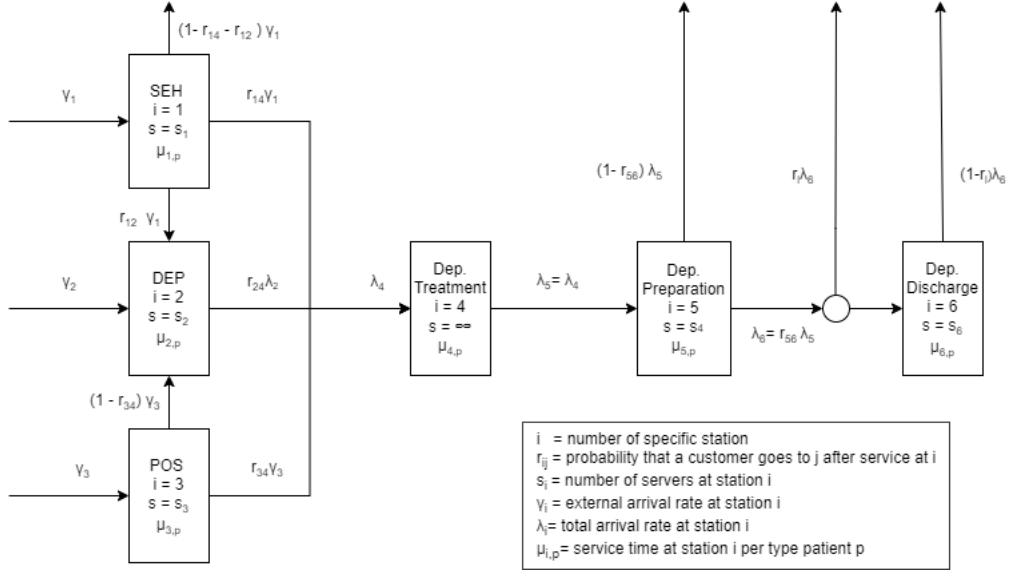 (1- r₁₄ - r₁₂ ) γ₁
γ₁
SEH
i = 1
s = s₁
μ₁,ₚ
r₁₄γ₁
r₁₂ γ₁
γ₂
DEP
i = 2
s = s₂
μ₂,ₚ
r₂₄λ₂
(1 - r₃₄) γ₃
γ₃
POS
i = 3
s = s₃
μ₃,ₚ
r₃₄γ₃
λ₄
Dep.
Treatment
i = 4
s = ∞
μ₄,ₚ
λ₅= λ₄
(1- r₅₆) λ₅
Dep.
Preparation
i = 5
s = s₄
μ₅,ₚ
λ₆= r₅₆ λ₅
rᵢλ₆
(1-rᵢ)λ₆
Dep.
Discharge
i = 6
s = s₆
μ₆,ₚ
i = number of specific station
rᵢⱼ = probability that a customer goes to j after service at i
sᵢ = number of servers at station i
γᵢ = external arrival rate at station i
λᵢ= total arrival rate at station i
μᵢ,ₚ= service time at station i per type patient p